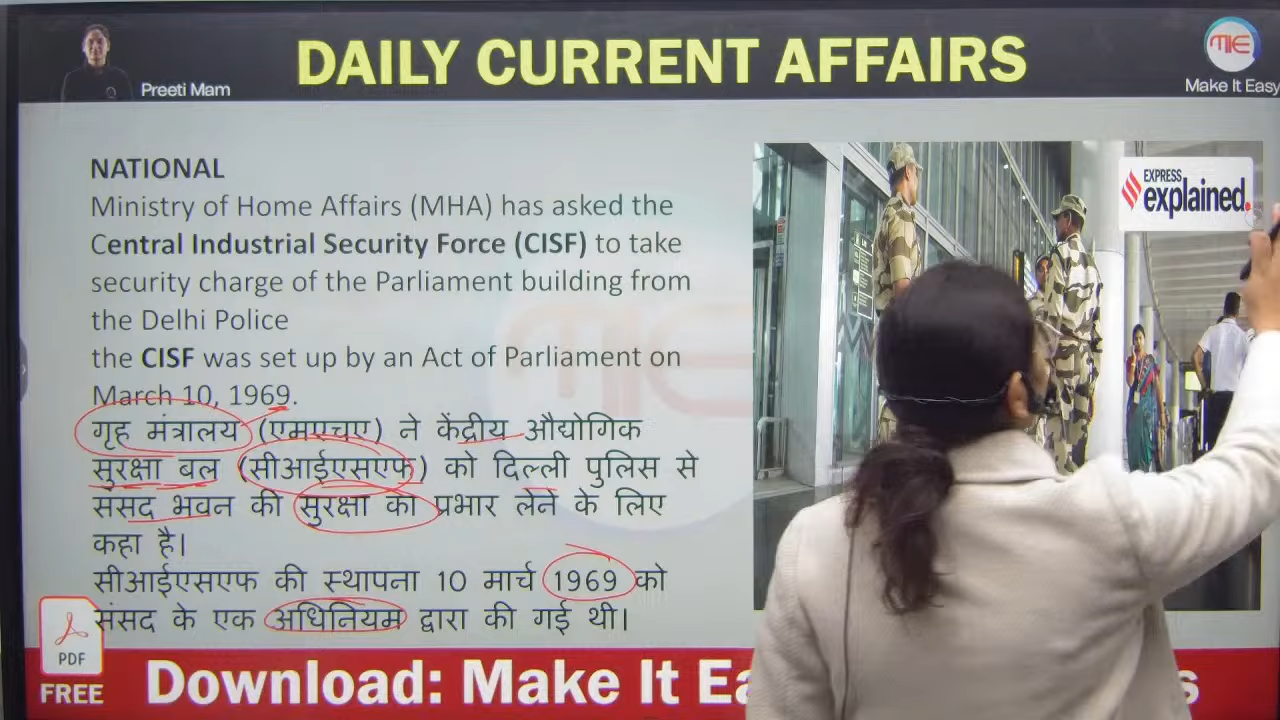 DAILY CURRENT AFFAIRS
Preeti Mam
MIE
Make It Easy
NATIONAL
Ministry of Home Affairs (MHA) has asked the
Central Industrial Security Force (CISF) to take
security charge of the Parliament building from
the Delhi Police
the CISF was set up by an Act of Parliament on
March 10, 1969.
गृह मंत्रालय (एमएचए) ने केंद्रीय औद्योगिक
सुरक्षा बल (सीआईएसएफ) को दिल्ली पुलिस से
संसद भवन की सुरक्षा का प्रभार लेने के लिए
कहा है।
सीआईएसएफ की स्थापना 10 मार्च 1969 को
संसद के एक अधिनियम द्वारा की गई थी।
EXPRESS
explained.
MIE
PDF
FREE
Download: Make It